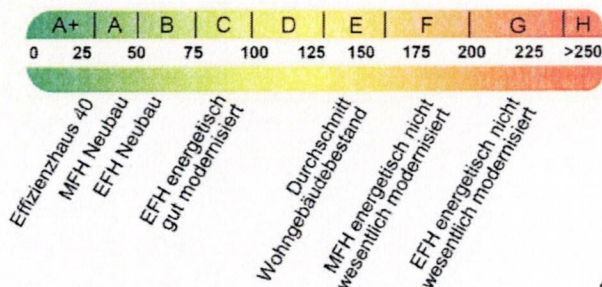 A+ A B C D E F G H
0 25 50 75 100 125 150 175 200 225 >250
Effizienzhaus 40
MFH Neubau
EFH Neubau
EFH energetisch
gut modernisiert
Durchschnitt
Wohngebäudebestand
MFH energetisch nicht
wesentlich modernisiert
EFH energetisch nicht
wesentlich modernisiert